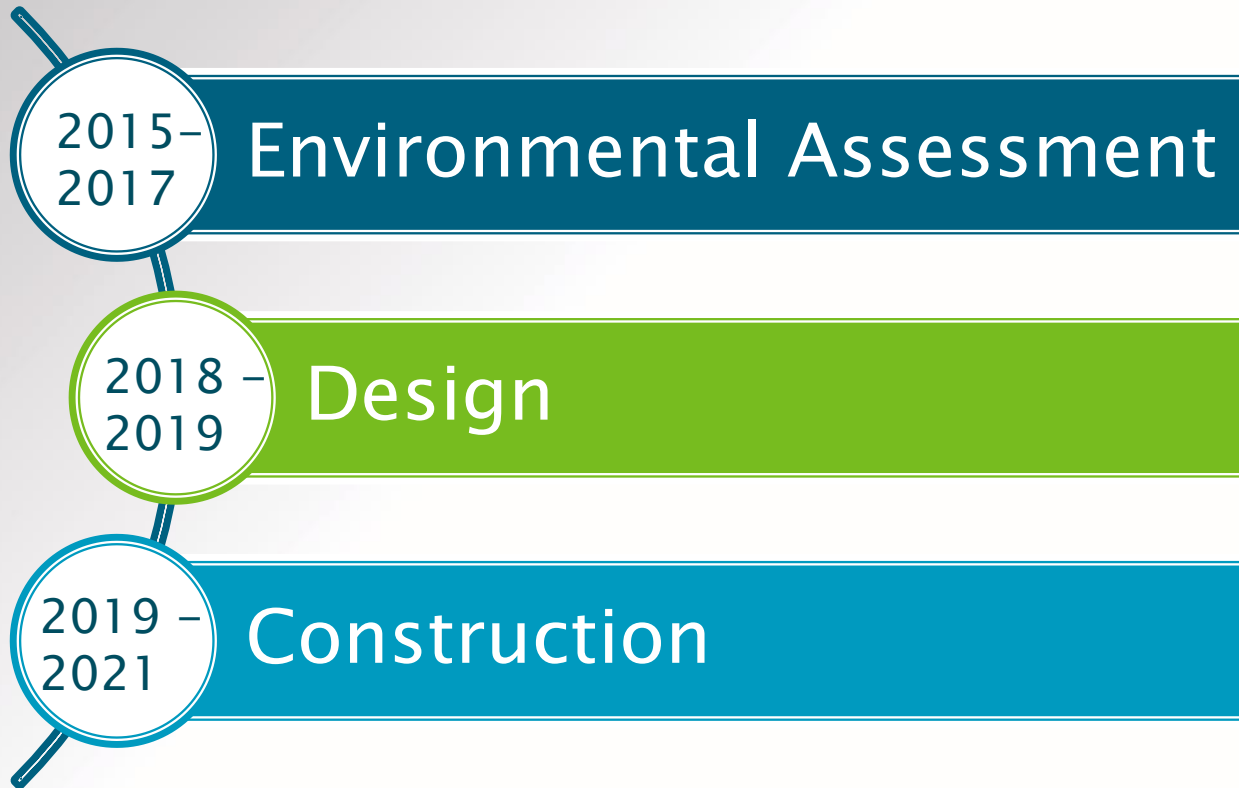 2015–
2017
Environmental Assessment
2018 –
2019
Design
2019 –
2021
Construction